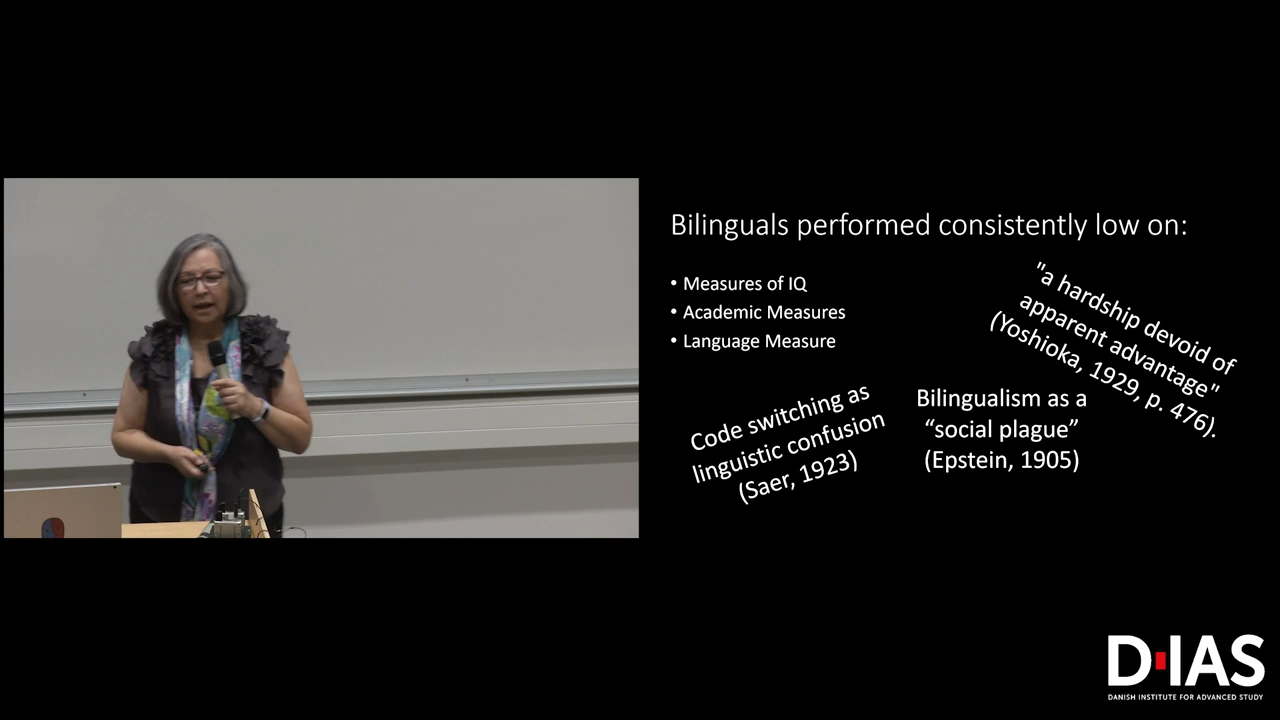 Bilinguals performed consistently low on:
• Measures of IQ
• Academic Measures
• Language Measure
"a hardship devoid of
apparent advantage"
(Yoshioka, 1929, p. 476).
Code switching as
linguistic confusion
(Saer, 1923)
Bilingualism as a
“social plague”
(Epstein, 1905)
D·IAS
DANISH INSTITUTE FOR ADVANCED STUDY